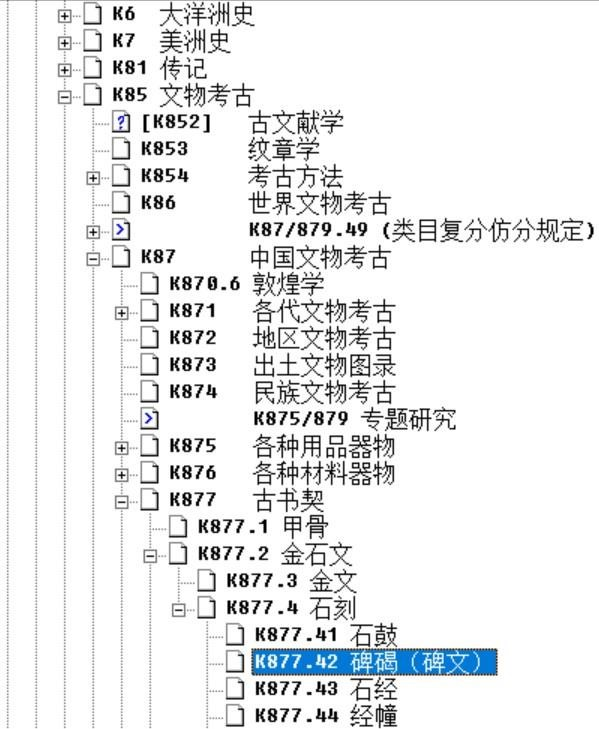 K6 大洋洲史
K7 美洲史
K81 传记
K85 文物考古
[K852] 古文献学
K853 纹章学
K854 考古方法
K86 世界文物考古
K87/879.49 (类目复分仿分规定)
K87 中国文物考古
K870.6 敦煌学
K871 各代文物考古
K872 地区文物考古
K873 出土文物图录
K874 民族文物考古
K875/879 专题研究
K875 各种用品器物
K876 各种材料器物
K877 古书契
K877.1 甲骨
K877.2 金石文
K877.3 金文
K877.4 石刻
K877.41 石鼓
K877.42 碑碣（碑文）
K877.43 石经
K877.44 经幢